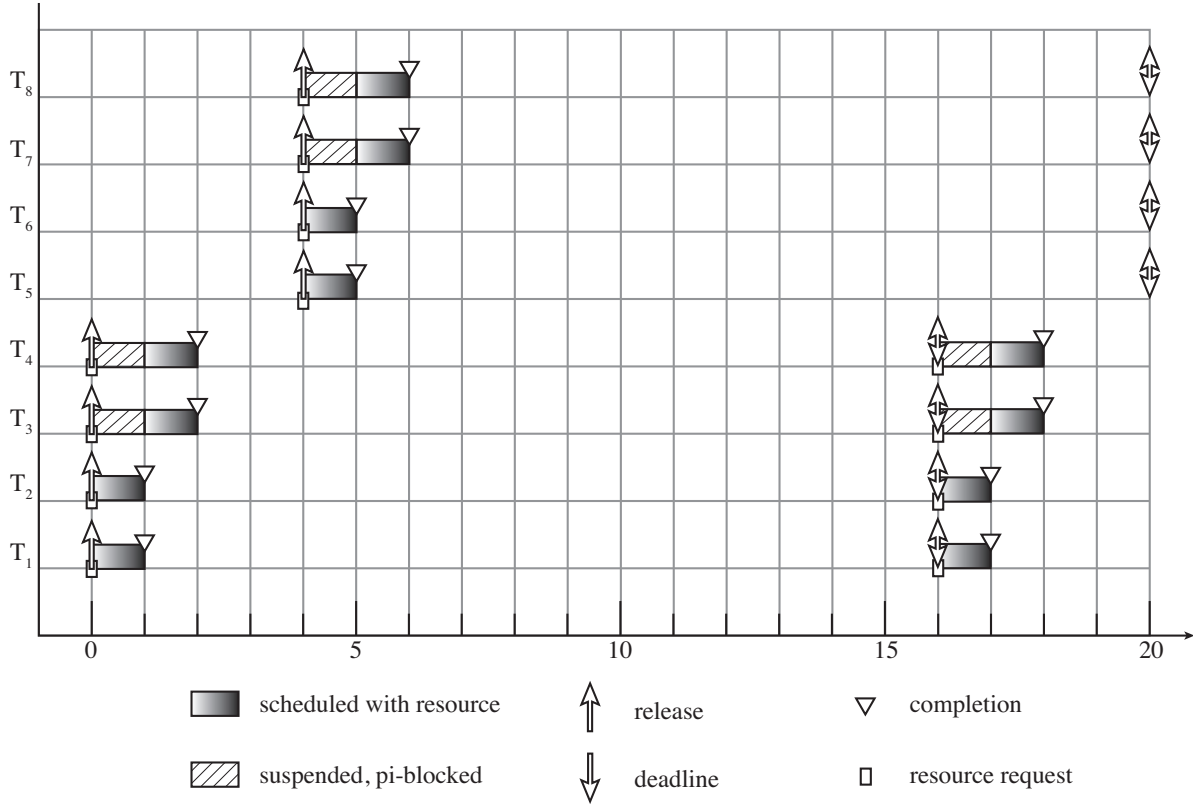 T8
T7
T6
T5
T4
T3
T2
T1
0 5 10 15 20
scheduled with resource
release
completion
suspended, pi-blocked
deadline
resource request